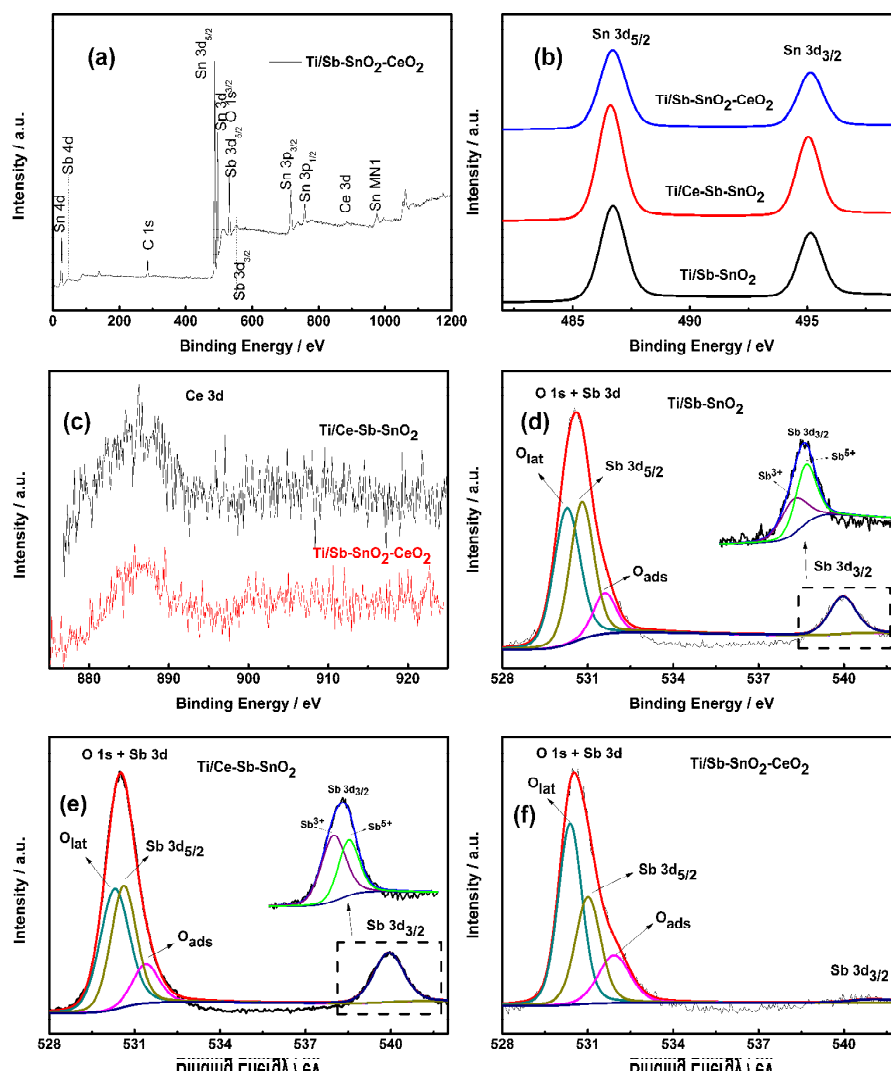 (a)
Ti/Sb-SnO2-CeO2
Intensity / a.u.
Sn 4d
Sb 4d
C 1s
Sn 3d5/2
Sn 3d3/2
O 1s
Sb 3d5/2
Sb 3d3/2
Sn 3p3/2
Sn 3p1/2
Ce 3d
Sn MN1
0 200 400 600 800 1000 1200
Binding Energy / eV
(b)
Sn 3d5/2
Sn 3d3/2
Ti/Sb-SnO2-CeO2
Ti/Ce-Sb-SnO2
Ti/Sb-SnO2
Intensity / a.u.
485 490 495
Binding Energy / eV
(c)
Ce 3d
Ti/Ce-Sb-SnO2
Ti/Sb-SnO2-CeO2
Intensity / a.u.
880 890 900 910 920
Binding Energy / eV
O 1s + Sb 3d
(d)
Ti/Sb-SnO2
Olat
Sb 3d5/2
Oads
Sb 3d3/2
Sb3+
Sb5+
Sb 3d3/2
Intensity / a.u.
528 531 534 537 540
Binding Energy / eV
O 1s + Sb 3d
(e)
Ti/Ce-Sb-SnO2
Olat
Sb 3d5/2
Oads
Sb 3d3/2
Sb3+
Sb5+
Sb 3d3/2
Intensity / a.u.
528 531 534 537 540
O 1s + Sb 3d
Ti/Sb-SnO2-CeO2
(f)
Olat
Sb 3d5/2
Oads
Sb 3d3/2
Intensity / a.u.
528 531 534 537 540